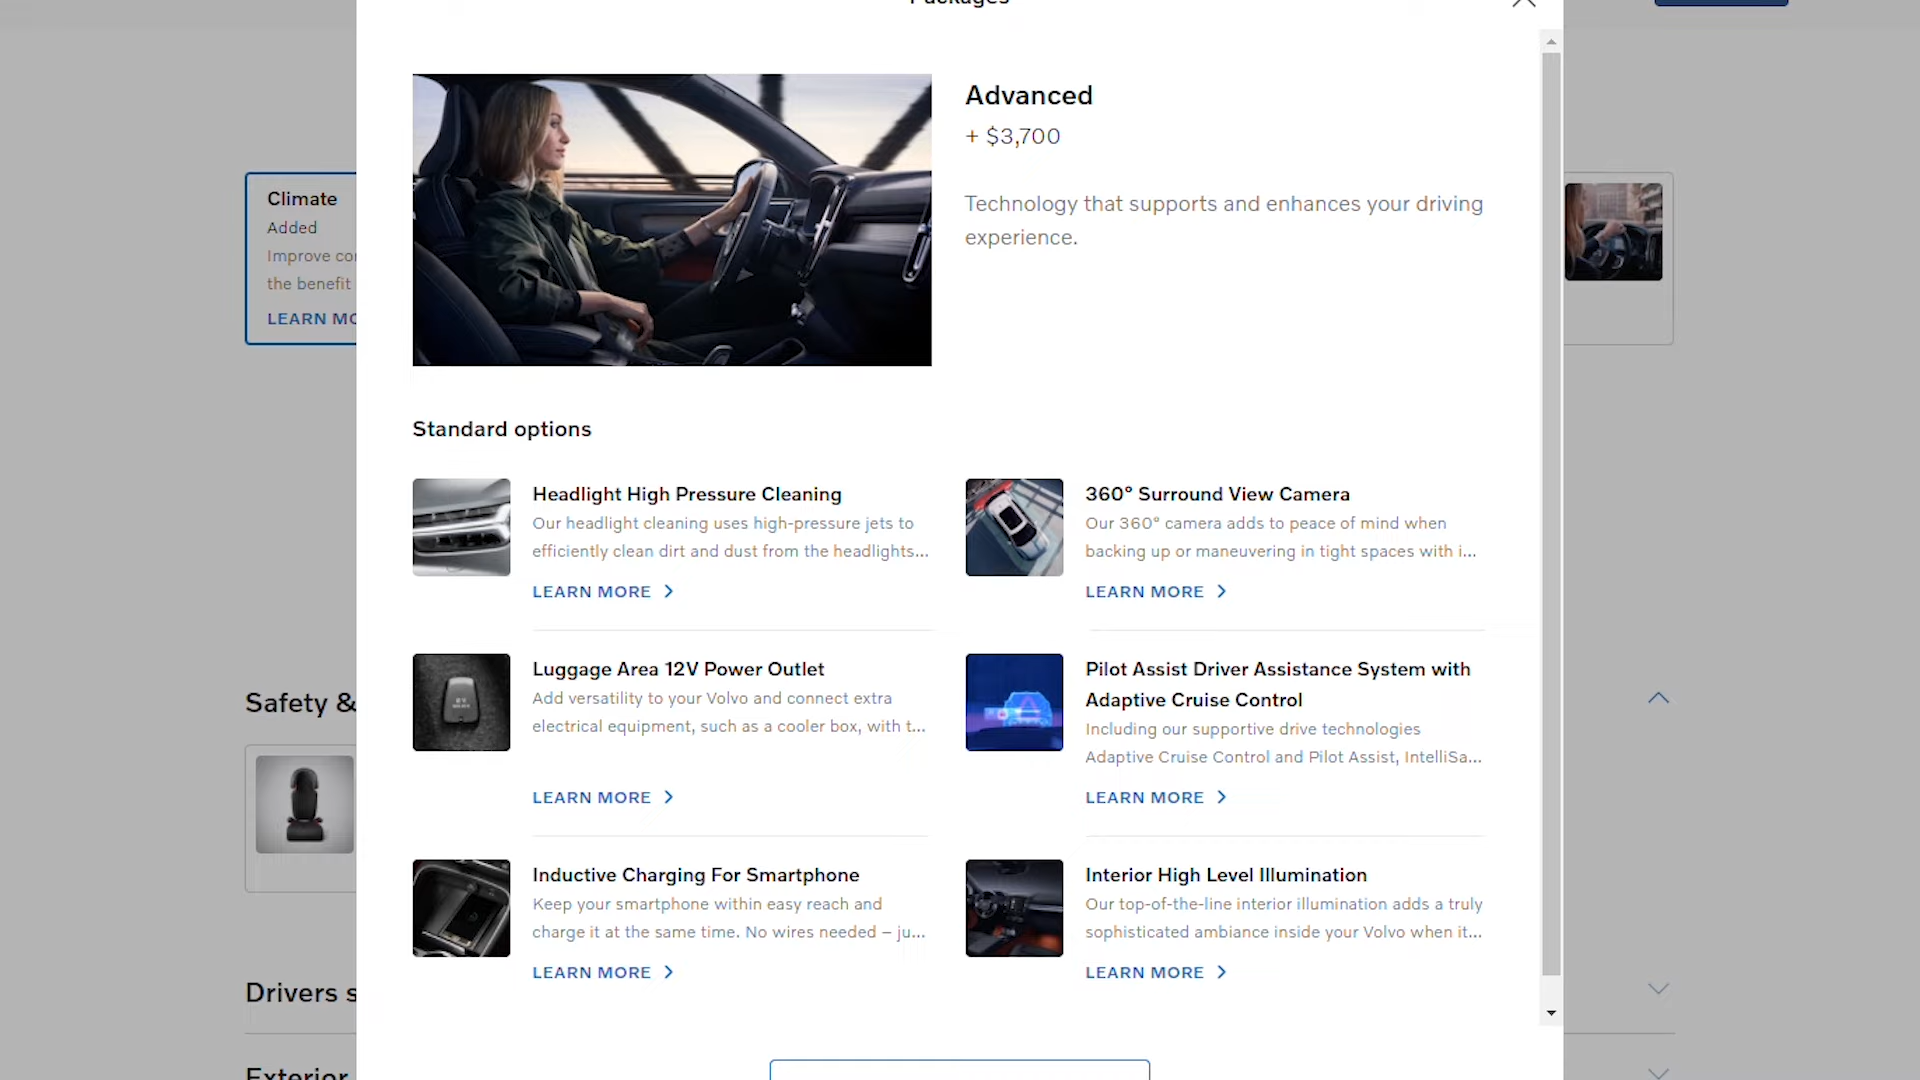 Packages
Advanced
+ $3,700
Technology that supports and enhances your driving
experience.
Climate
Added
Improve
the benefit
LEARN
Standard options
Headlight High Pressure Cleaning
Our headlight cleaning uses high-pressure jets to
efficiently clean dirt and dust from the headlights...
LEARN MORE
360° Surround View Camera
Our 360° camera adds to peace of mind when
backing up or maneuvering in tight spaces with i...
LEARN MORE
Luggage Area 12V Power Outlet
Add versatility to your Volvo and connect extra
electrical equipment, such as a cooler box, with t...
LEARN MORE
Pilot Assist Driver Assistance System with
Adaptive Cruise Control
Including our supportive drive technologies
Adaptive Cruise Control and Pilot Assist, IntelliSa...
LEARN MORE
Safety &
Inductive Charging For Smartphone
Keep your smartphone within easy reach and
charge it at the same time. No wires needed – ju...
LEARN MORE
Interior High Level Illumination
Our top-of-the-line interior illumination adds a truly
sophisticated ambiance inside your Volvo when it...
LEARN MORE
Drivers s
Exterior